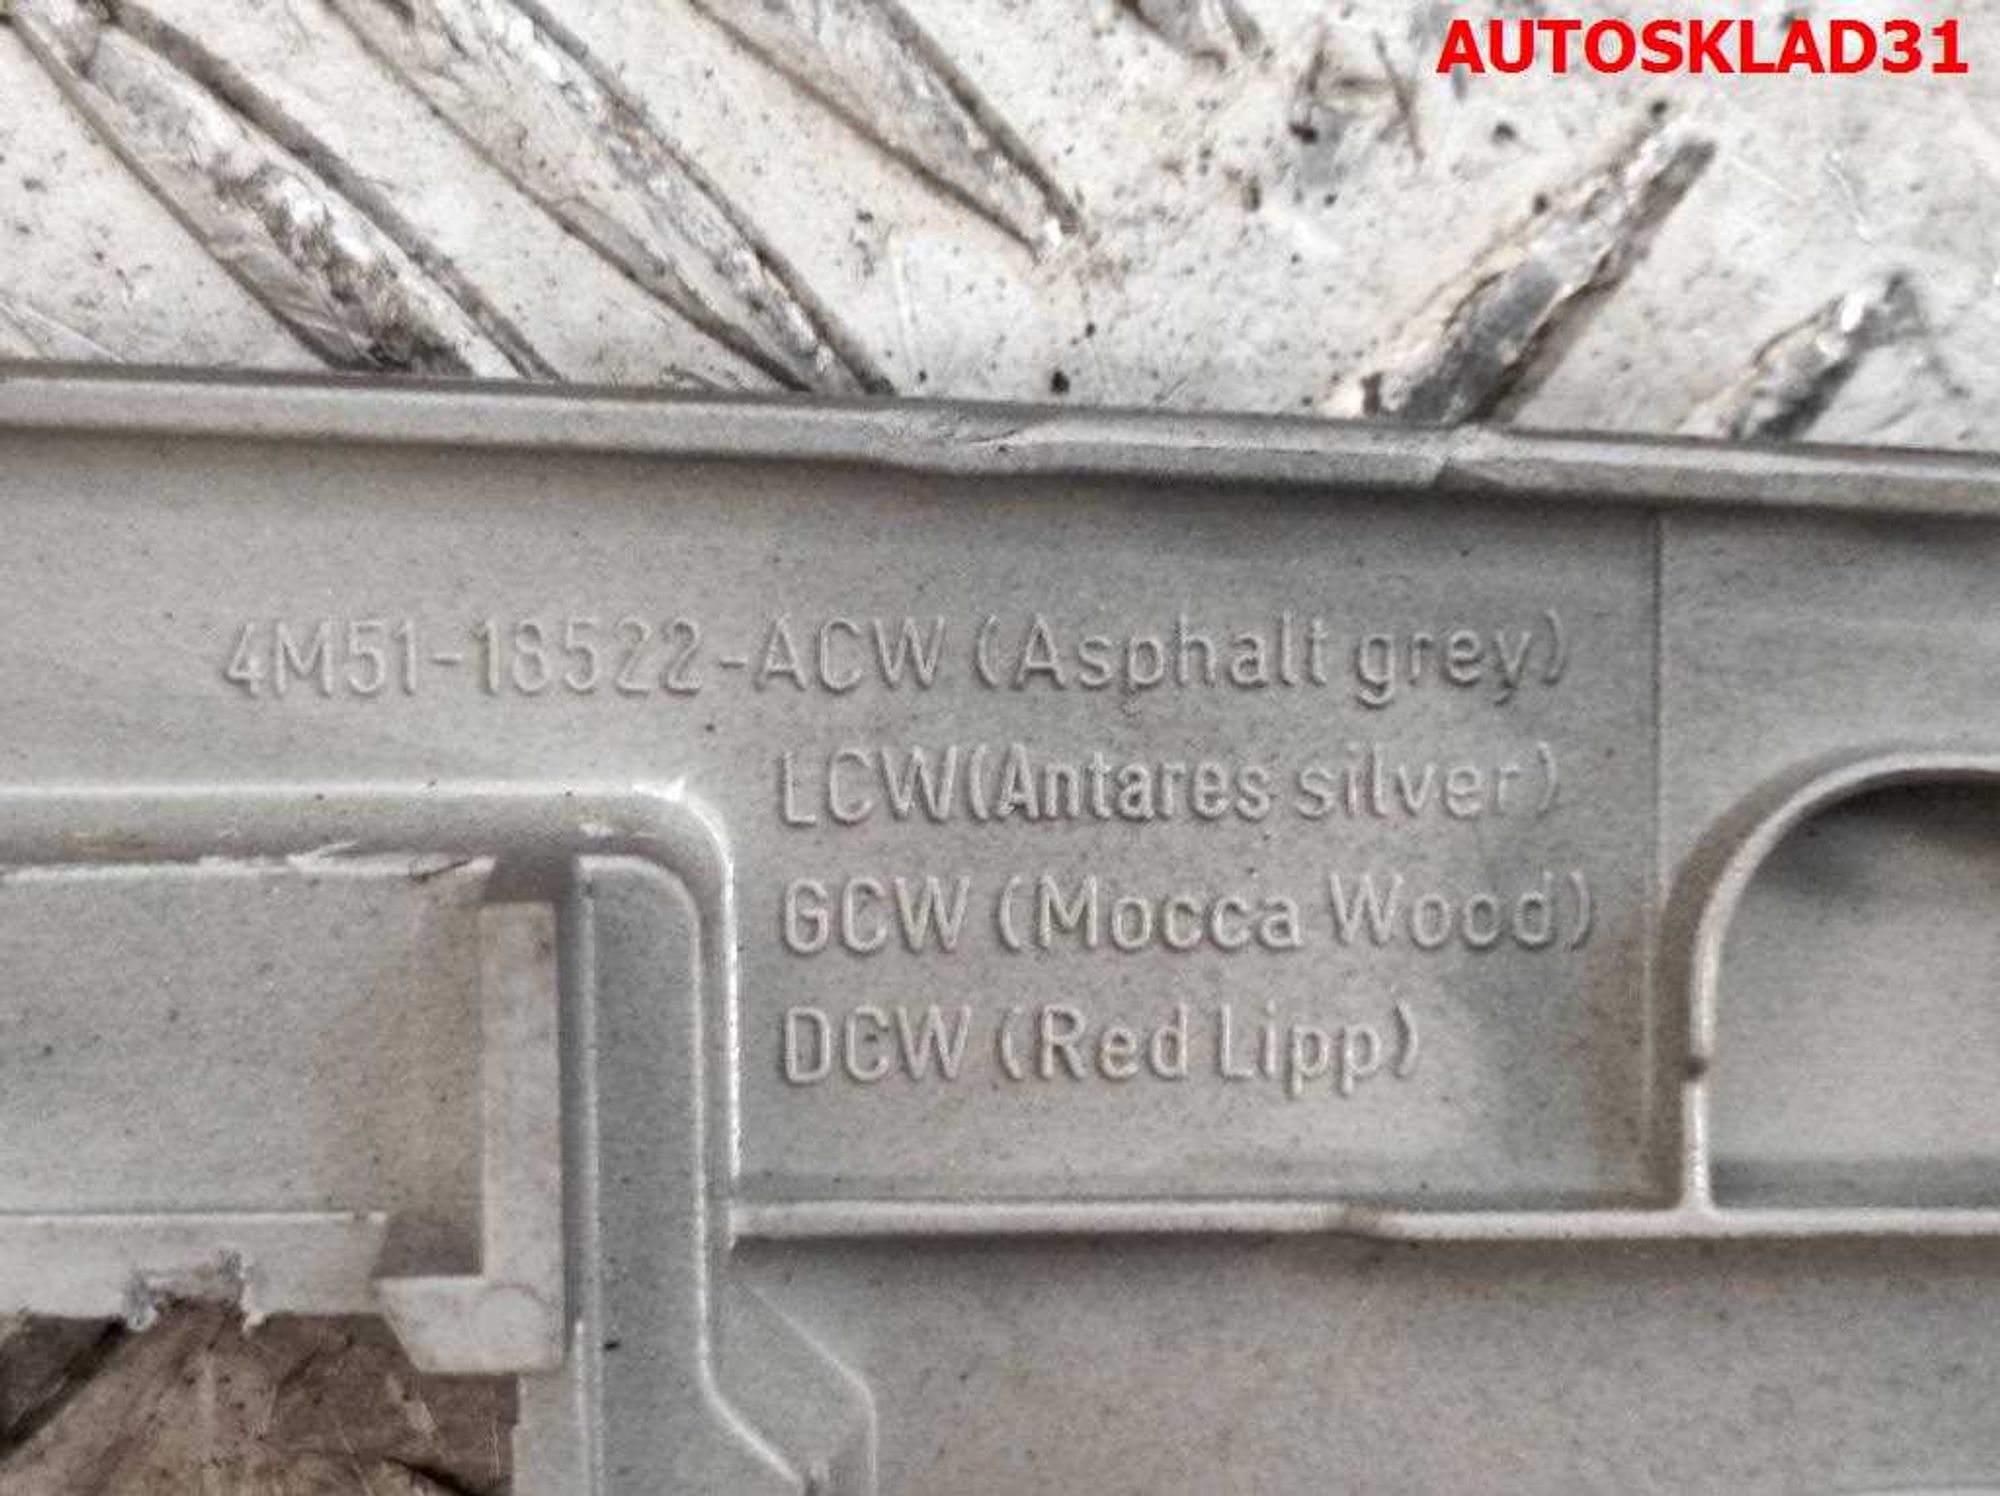 AUTOSKLAD31
4M51-18522-ACW (Asphalt grey)
LCW(Antares silver)
GCW (Mocca Wood)
DCW (Red Lipp)